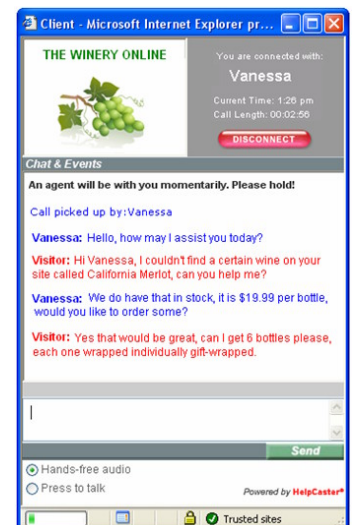 Client - Microsoft Internet Explorer pr...
THE WINERY ONLINE
You are connected with:
Vanessa
Current Time: 1:26 pm
Call Length: 00:02:56
DISCONNECT
Chat & Events
An agent will be with you momentarily. Please hold!
Call picked up by:Vanessa
Vanessa: Hello, how may I assist you today?
Visitor: Hi Vanessa, I couldn't find a certain wine on your
site called California Merlot, can you help me?
Vanessa: We do have that in stock, it is $19.99 per bottle,
would you like to order some?
Visitor: Yes that would be great, can I get 6 bottles please,
each one wrapped individually gift-wrapped.
Send
Hands-free audio
Press to talk
Powered by HelpCaster
Trusted sites